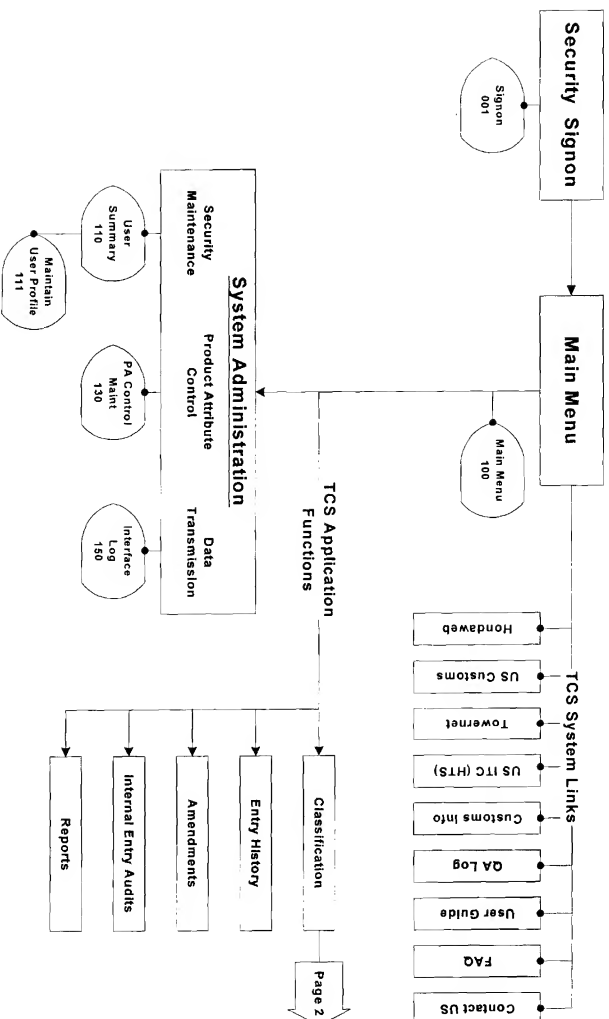 Security Signon
Signon
001
Main Menu
Main Menu
100
TCS System Links
Hondaweb
US Customs
Towernet
US ITC (HTS)
Customs Info
QA Log
User Guide
FAQ
Contact US
System Administration
Security
Maintenance
Product Attribute
Control
Data
Transmission
User
Summary
110
Maintain
User Profile
111
PA Control
Maint
130
Interface
Log
150
TCS Application
Functions
Classification
Entry History
Amendments
Internal Entry Audits
Reports
Page 2